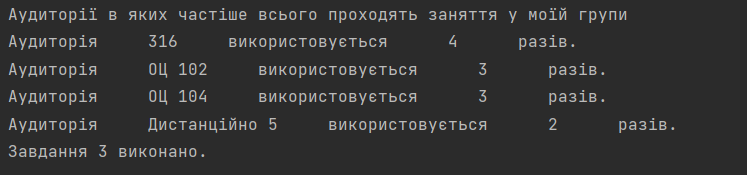 Аудиторії в яких частіше всього проходять заняття у моїй групи
Аудиторія 316 використовується 4 разів.
Аудиторія ОЦ 102 використовується 3 разів.
Аудиторія ОЦ 104 використовується 3 разів.
Аудиторія Дистанційно 5 використовується 2 разів.
Завдання 3 виконано.